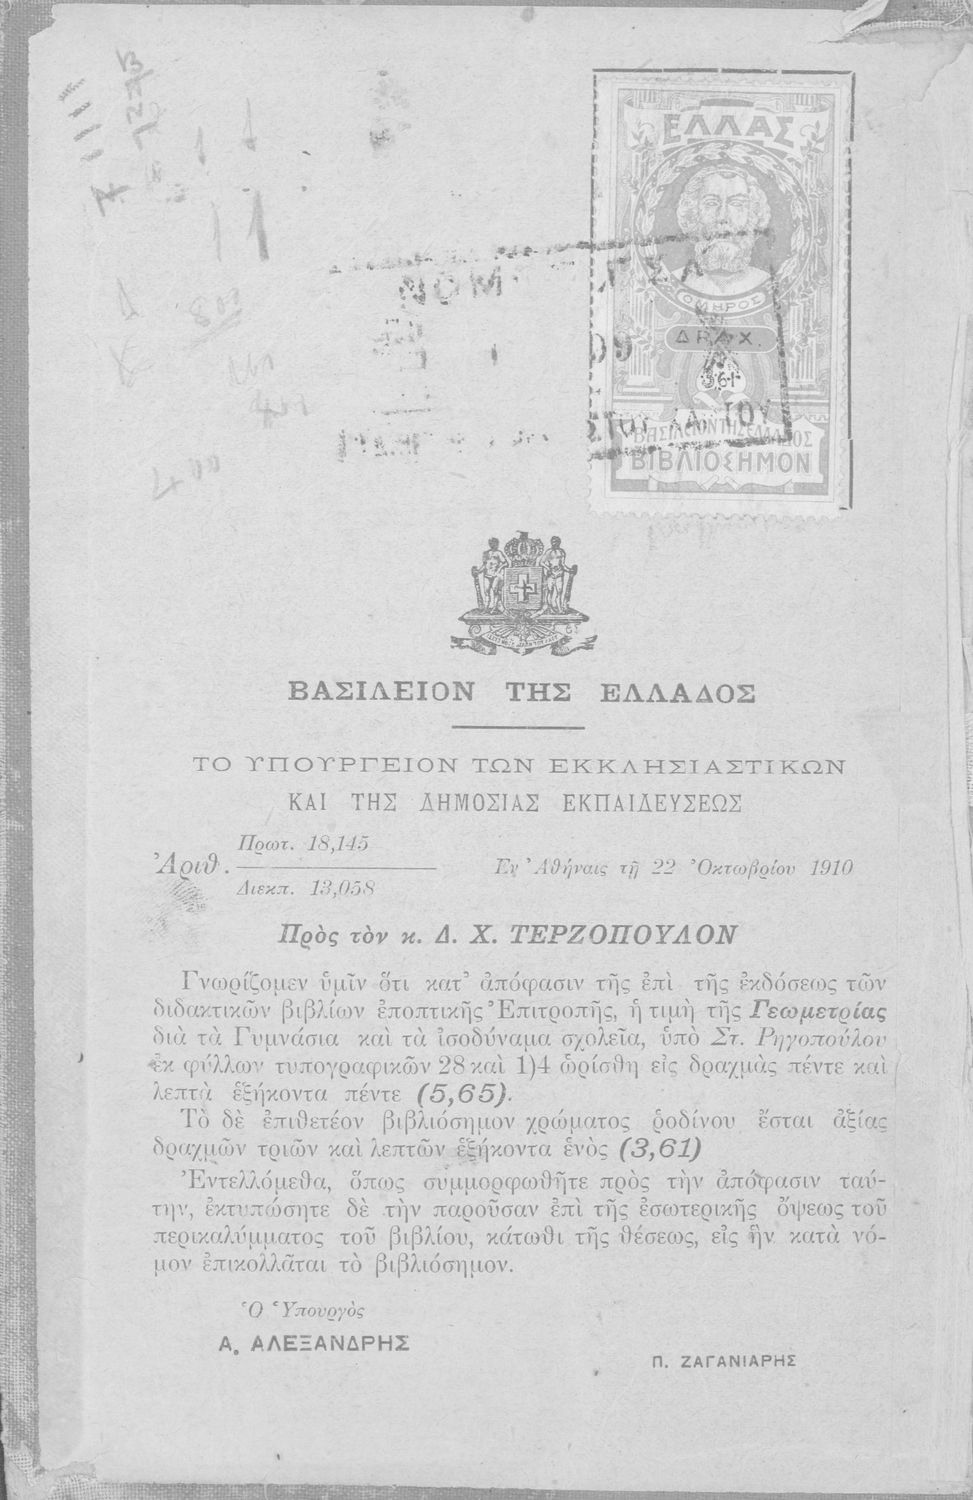 ΕΛΛΑΣ
ΟΜΗΡΟΣ
ΔΡΑΧ.
3.61
ΒΑΣΙΛΕΙΟΝ ΤΗΣ ΕΛΛΑΔΟΣ
ΒΙΒΛΙΟΣΗΜΟΝ
ΝΟΜ
ΒΑΣΙΛΕΙΟΝ ΤΗΣ ΕΛΛΑΔΟΣ
ΤΟ ΥΠΟΥΡΓΕΙΟΝ ΤΩΝ ΕΚΚΛΗΣΙΑΣΤΙΚΩΝ
ΚΑΙ ΤΗΣ ΔΗΜΟΣΙΑΣ ΕΚΠΑΙΔΕΥΣΕΩΣ
Πρωτ. 18,145
Ἀριθ. Ἐν Ἀθήναις τῇ 22 Ὀκτωβρίου 1910
Διεκπ. 13,058
Πρὸς τὸν κ. Δ. Χ. ΤΕΡΖΟΠΟΥΛΟΝ
Γνωρίζομεν ὑμῖν ὅτι κατ᾿ ἀπόφασιν τῆς ἐπὶ τῆς ἐκδόσεως τῶν
διδακτικῶν βιβλίων ἐποπτικῆς Ἐπιτροπῆς, ἡ τιμὴ τῆς Γεωμετρίας
διὰ τὰ Γυμνάσια καὶ τὰ ἰσοδύναμα σχολεῖα, ὑπὸ Στ. Ρηγοπούλου
ἐκ φύλλων τυπογραφικῶν 28 καὶ 1)4 ὡρίσθη εἰς δραχμὰς πέντε καὶ
λεπτὰ ἑξήκοντα πέντε (5,65).
Τὸ δὲ ἐπιθετέον βιβλιόσημον χρώματος ῥοδίνου ἔσται ἀξίας
δραχμῶν τριῶν καὶ λεπτῶν ἑξήκοντα ἑνὸς (3,61)
Ἐντελλόμεθα, ὅπως συμμορφωθῆτε πρὸς τὴν ἀπόφασιν ταύ-
την, ἐκτυπώσητε δὲ τὴν παροῦσαν ἐπὶ τῆς ἐσωτερικῆς ὄψεως τοῦ
περικαλύμματος τοῦ βιβλίου, κάτωθι τῆς θέσεως, εἰς ἣν κατὰ νό-
μον ἐπικολλᾶται τὸ βιβλιόσημον.
Ὁ Ὑπουργὸς
Α. ΑΛΕΞΑΝΔΡΗΣ
Π. ΖΑΓΑΝΙΑΡΗΣ